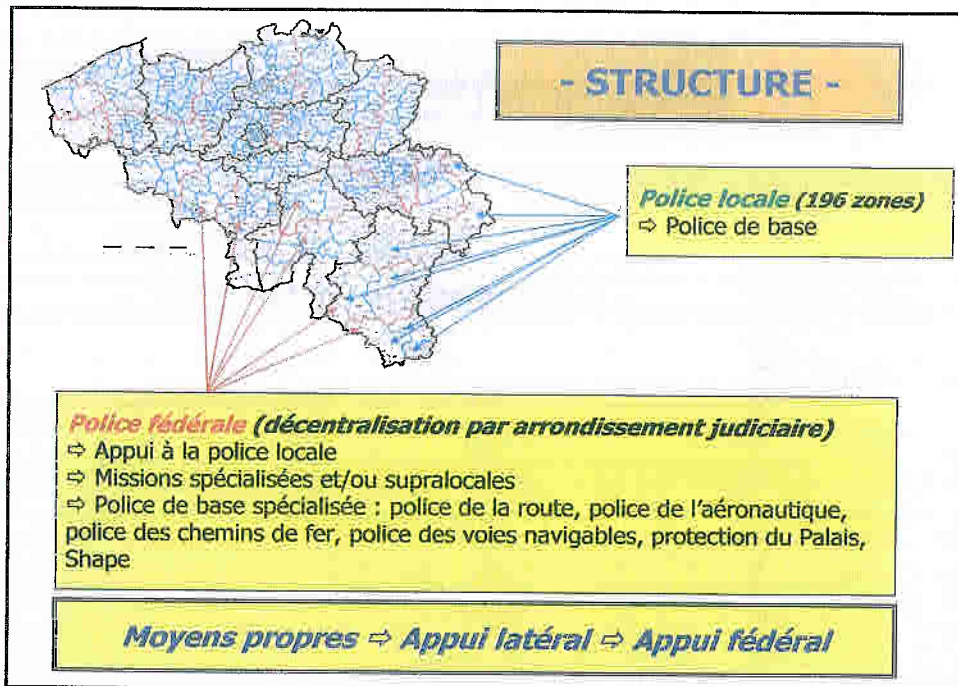 - STRUCTURE -
Police locale (196 zones)
⇨ Police de base
Police fédérale (décentralisation par arrondissement judiciaire)
⇨ Appui à la police locale
⇨ Missions spécialisées et/ou supralocales
⇨ Police de base spécialisée : police de la route, police de l'aéronautique,
police des chemins de fer, police des voies navigables, protection du Palais,
Shape
Moyens propres ⇨ Appui latéral ⇨ Appui fédéral